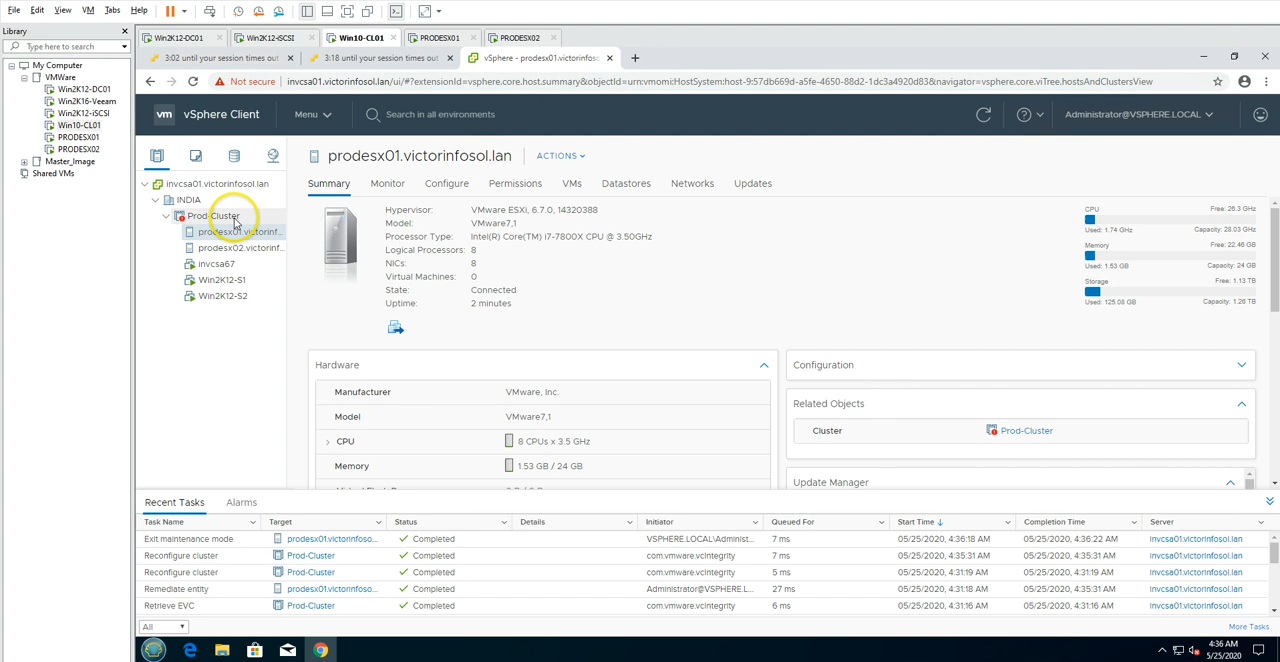 File Edit View VM Tabs Help
Library
Type here to search
My Computer
VMWare
Win2K12-DC01
Win2K16-Veeam
Win2K12-iSCSI
Win10-CL01
PRODESX01
PRODESX02
Master_Image
Shared VMs
Win2K12-DC01 Win2K12-iSCSI Win10-CL01 PRODESX01 PRODESX02
3:02 until your session times out 3:18 until your session times out vSphere - prodesx01.victorinfoso
Not secure invcsa01.victorinfosol.lan/ui/#?extensionId=vsphere.core.host.summary&objectId=urn:vmomi:HostSystem:host-9:57db669d-a5fe-4650-88d2-1dc3a4920d83&navigator=vsphere.core.viTree.hostsAndClustersView
vm vSphere Client Menu Search in all environments Administrator@VSPHERE.LOCAL
invcsa01.victorinfosol.lan
INDIA
Prod-Cluster
prodesx01.victorinf...
prodesx02.victorinf...
invcsa67
Win2K12-S1
Win2K12-S2
prodesx01.victorinfosol.lan ACTIONS
Summary Monitor Configure Permissions VMs Datastores Networks Updates
Hypervisor: VMware ESXi, 6.7.0, 14320388
Model: VMware7,1
Processor Type: Intel(R) Core(TM) i7-7800X CPU @ 3.50GHz
Logical Processors: 8
NICs: 8
Virtual Machines: 0
State: Connected
Uptime: 2 minutes
CPU Free: 26.3 GHz
Used: 1.74 GHz Capacity: 28.03 GHz
Memory Free: 22.46 GB
Used: 1.53 GB Capacity: 24 GB
Storage Free: 1.13 TB
Used: 125.08 GB Capacity: 1.26 TB
Hardware
Manufacturer VMware, Inc.
Model VMware7,1
CPU 8 CPUs x 3.5 GHz
Memory 1.53 GB / 24 GB
Configuration
Related Objects
Cluster Prod-Cluster
Update Manager
Recent Tasks Alarms
Task Name Target Status Details Initiator Queued For Start Time Completion Time Server
Exit maintenance mode prodesx01.victorinfoso... Completed VSPHERE.LOCAL\Administ... 7 ms 05/25/2020, 4:36:18 AM 05/25/2020, 4:36:22 AM invcsa01.victorinfosol.lan
Reconfigure cluster Prod-Cluster Completed com.vmware.vcIntegrity 7 ms 05/25/2020, 4:35:31 AM 05/25/2020, 4:35:31 AM invcsa01.victorinfosol.lan
Reconfigure cluster Prod-Cluster Completed com.vmware.vcIntegrity 5 ms 05/25/2020, 4:31:19 AM 05/25/2020, 4:31:19 AM invcsa01.victorinfosol.lan
Remediate entity prodesx01.victorinfoso... Completed Administrator@VSPHERE.L... 27 ms 05/25/2020, 4:31:18 AM 05/25/2020, 4:35:31 AM invcsa01.victorinfosol.lan
Retrieve EVC Prod-Cluster Completed com.vmware.vcIntegrity 6 ms 05/25/2020, 4:31:16 AM 05/25/2020, 4:31:16 AM invcsa01.victorinfosol.lan
All More Tasks
4:36 AM
5/25/2020